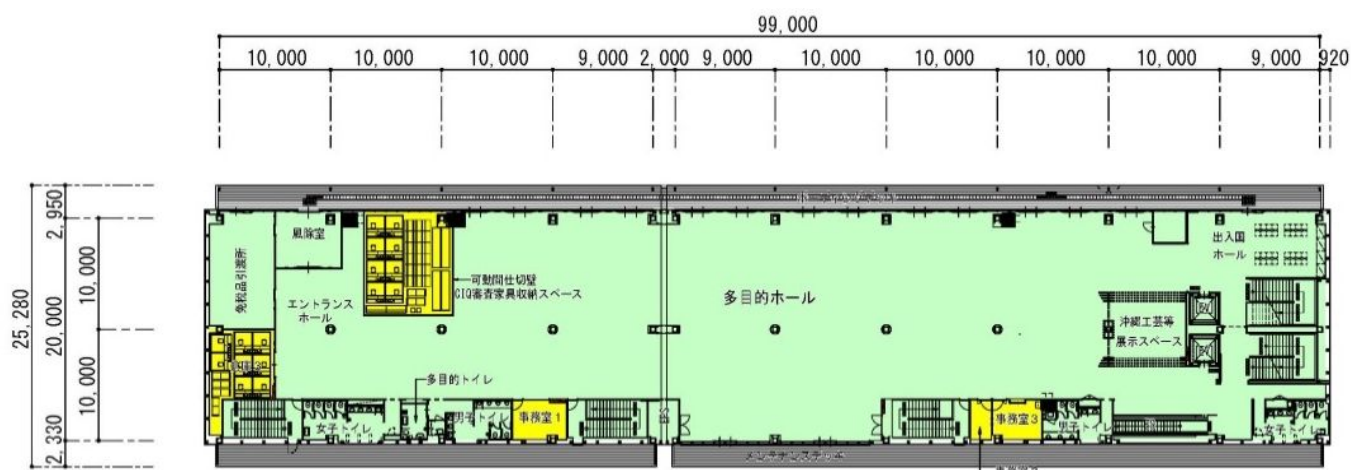 99,000
10,000
10,000
10,000
9,000
2,000
9,000
10,000
10,000
10,000
10,000
9,000
920
25,280
2,950
20,000
2,330
10,000
10,000
風除室
免税品引渡所
エントランス
ホール
可動間仕切壁
CIQ審査家具収納スペース
多目的ホール
出入国
ホール
沖縄工芸等
展示スペース
EV
EV
多目的トイレ
女子トイレ
男子トイレ
事務室1
EPS
事務室3
男子トイレ
女子トイレ
メンテナンスデッキ